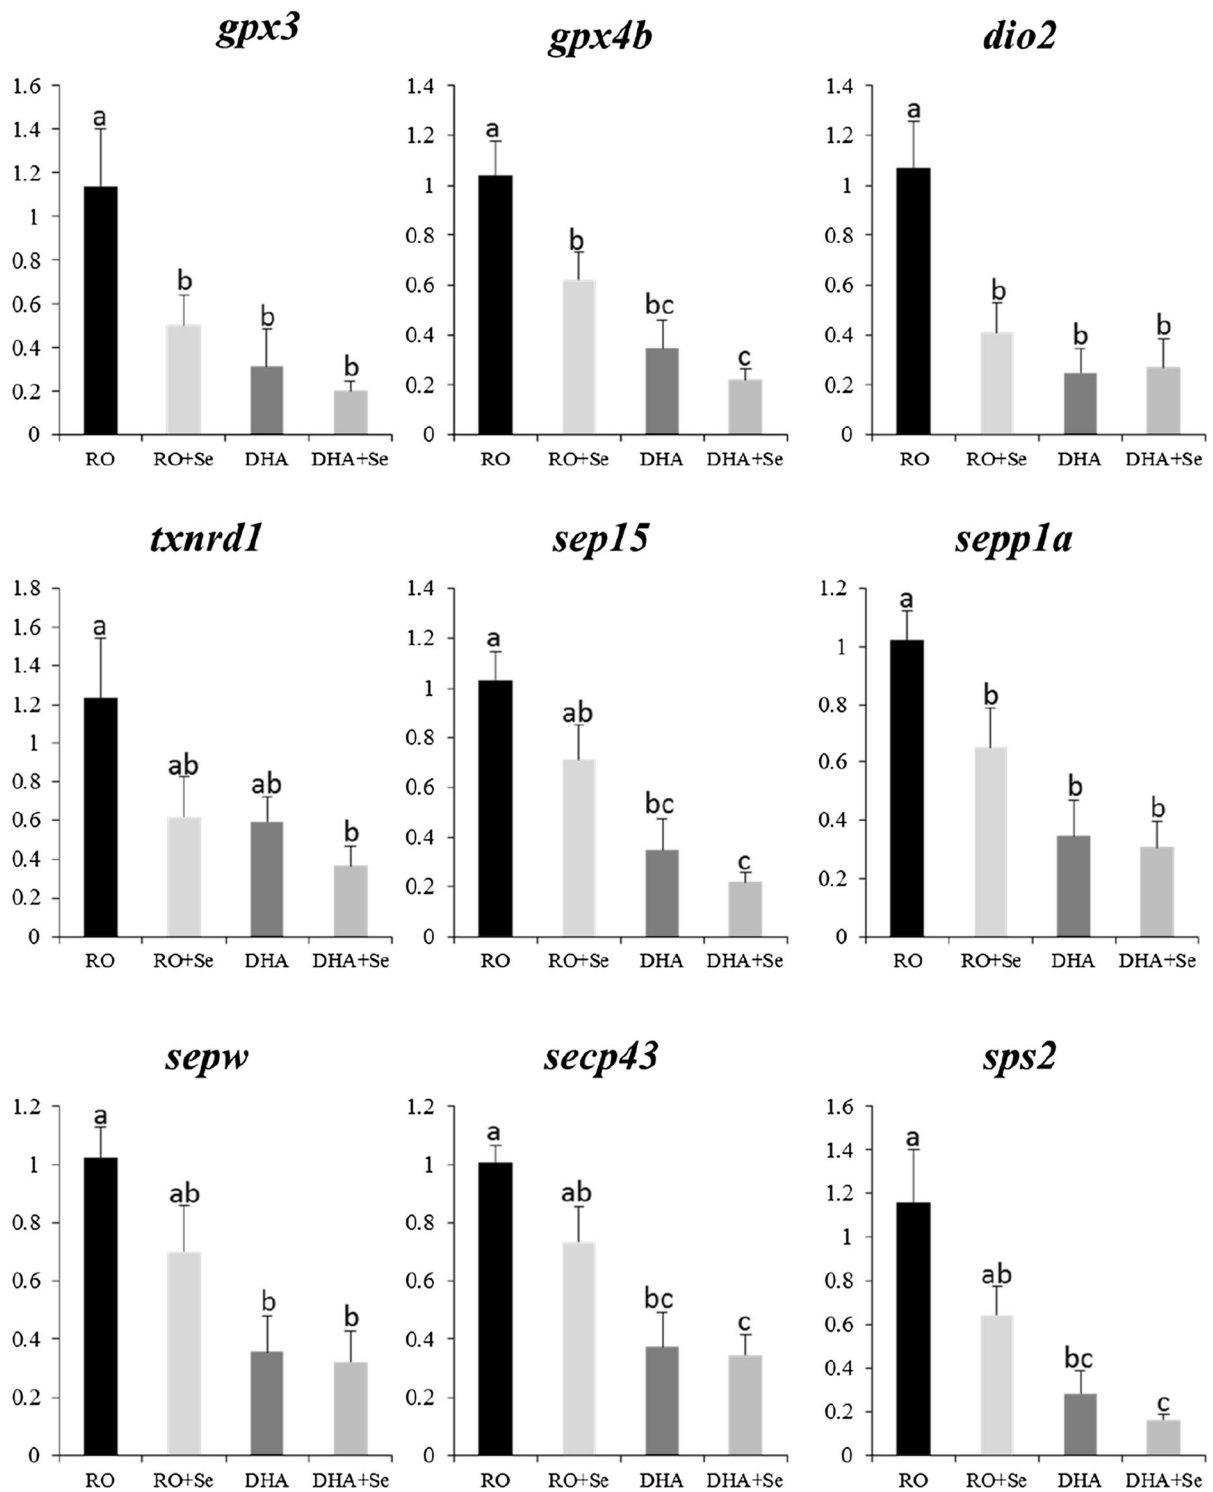 gpx3
gpx4b
dio2
1.6
1.4
1.2
1
0.8
0.6
0.4
0.2
0
a
b
b
b
RO RO+Se DHA DHA+Se
1.4
1.2
1
0.8
0.6
0.4
0.2
0
a
b
bc
c
RO RO+Se DHA DHA+Se
1.4
1.2
1
0.8
0.6
0.4
0.2
0
a
b
b
b
RO RO+Se DHA DHA+Se
txnrd1
sep15
sepp1a
1.8
1.6
1.4
1.2
1
0.8
0.6
0.4
0.2
0
a
ab
ab
b
RO RO+Se DHA DHA+Se
1.4
1.2
1
0.8
0.6
0.4
0.2
0
a
ab
bc
c
RO RO+Se DHA DHA+Se
1.2
1
0.8
0.6
0.4
0.2
0
a
b
b
b
RO RO+Se DHA DHA+Se
sepw
secp43
sps2
1.2
1
0.8
0.6
0.4
0.2
0
a
ab
b
b
RO RO+Se DHA DHA+Se
1.2
1
0.8
0.6
0.4
0.2
0
a
ab
bc
c
RO RO+Se DHA DHA+Se
1.6
1.4
1.2
1
0.8
0.6
0.4
0.2
0
a
ab
bc
c
RO RO+Se DHA DHA+Se